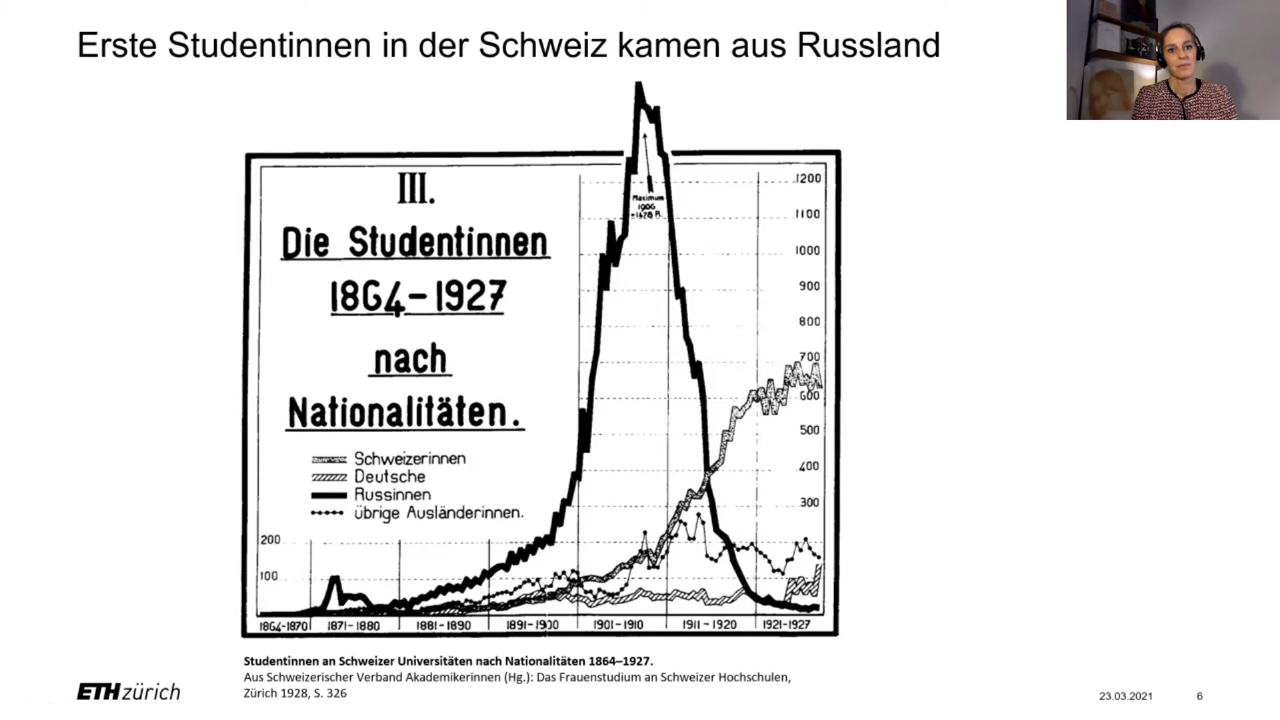 Erste Studentinnen in der Schweiz kamen aus Russland
III.
Die Studentinnen
1864-1927
nach
Nationalitäten.
Schweizerinnen
Deutsche
Russinnen
übrige Ausländerinnen.
Maximum
1906
1200
1100
1000
900
800
700
600
500
400
300
200
100
1864-1870
1871-1880
1881-1890
1891-1900
1901-1910
1911-1920
1921-1927
Studentinnen an Schweizer Universitäten nach Nationalitäten 1864–1927.
Aus Schweizerischer Verband Akademikerinnen (Hg.): Das Frauenstudium an Schweizer Hochschulen,
Zürich 1928, S. 326
ETH zürich
23.03.2021
6